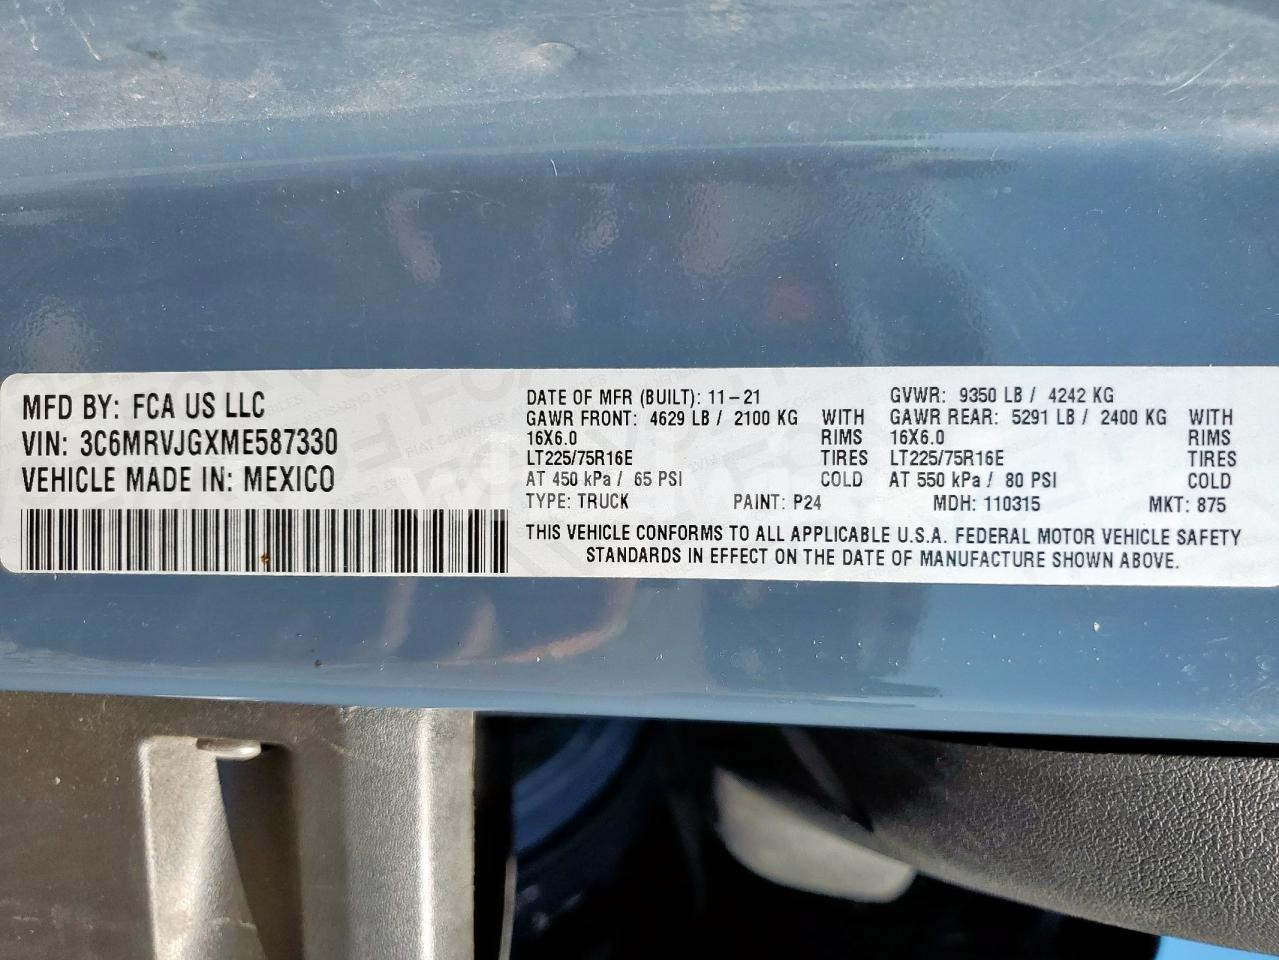 MFD BY: FCA US LLC
VIN: 3C6MRVJGXME587330
VEHICLE MADE IN: MEXICO
DATE OF MFR (BUILT): 11-21 GVWR: 9350 LB / 4242 KG
GAWR FRONT: 4629 LB / 2100 KG WITH GAWR REAR: 5291 LB / 2400 KG WITH
16X6.0 RIMS 16X6.0 RIMS
LT225/75R16E TIRES LT225/75R16E TIRES
AT 450 kPa / 65 PSI COLD AT 550 kPa / 80 PSI COLD
TYPE: TRUCK PAINT: P24 MDH: 110315 MKT: 875
THIS VEHICLE CONFORMS TO ALL APPLICABLE U.S.A. FEDERAL MOTOR VEHICLE SAFETY
STANDARDS IN EFFECT ON THE DATE OF MANUFACTURE SHOWN ABOVE.